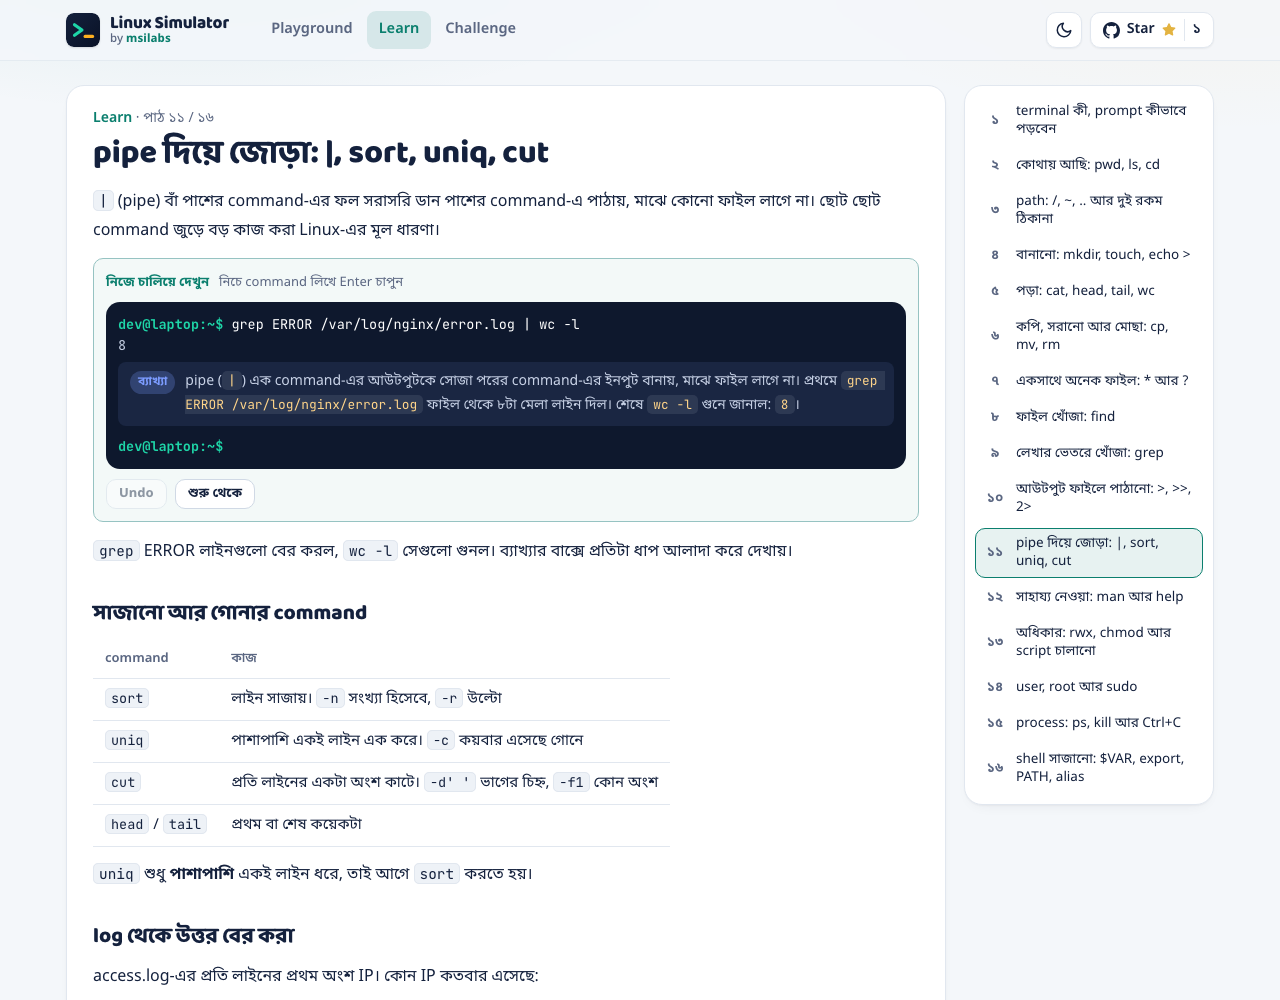 Linux Simulator
by msilabs
Playground Learn Challenge
Star ১
Learn · পাঠ ১১ / ১৬
pipe দিয়ে জোড়া: |, sort, uniq, cut
| (pipe) বাঁ পাশের command-এর ফল সরাসরি ডান পাশের command-এ পাঠায়, মাঝে কোনো ফাইল লাগে না। ছোট ছোট
command জুড়ে বড় কাজ করা Linux-এর মূল ধারণা।
নিজে চালিয়ে দেখুন নিচে command লিখে Enter চাপুন
dev@laptop:~$ grep ERROR /var/log/nginx/error.log | wc -l
8
ব্যাখ্যা pipe (|) এক command-এর আউটপুটকে সোজা পরের command-এর ইনপুট বানায়, মাঝে ফাইল লাগে না। প্রথমে grep
ERROR /var/log/nginx/error.log ফাইল থেকে ৮টা মেলা লাইন দিল। শেষে wc -l গুনে জানাল: 8।
dev@laptop:~$
Undo শুরু থেকে
grep ERROR লাইনগুলো বের করল, wc -l সেগুলো গুনল। ব্যাখ্যার বাক্সে প্রতিটা ধাপ আলাদা করে দেখায়।
সাজানো আর গোনার command
command কাজ
sort লাইন সাজায়। -n সংখ্যা হিসেবে, -r উল্টো
uniq পাশাপাশি একই লাইন এক করে। -c কয়বার এসেছে গোনে
cut প্রতি লাইনের একটা অংশ কাটে। -d' ' ভাগের চিহ্ন, -f1 কোন অংশ
head / tail প্রথম বা শেষ কয়েকটা
uniq শুধু পাশাপাশি একই লাইন ধরে, তাই আগে sort করতে হয়।
log থেকে উত্তর বের করা
access.log-এর প্রতি লাইনের প্রথম অংশ IP। কোন IP কতবার এসেছে:
১ terminal কী, prompt কীভাবে
পড়বেন
২ কোথায় আছি: pwd, ls, cd
৩ path: /, ~, .. আর দুই রকম
ঠিকানা
৪ বানানো: mkdir, touch, echo >
৫ পড়া: cat, head, tail, wc
৬ কপি, সরানো আর মোছা: cp,
mv, rm
৭ একসাথে অনেক ফাইল: * আর ?
৮ ফাইল খোঁজা: find
৯ লেখার ভেতরে খোঁজা: grep
১০ আউটপুট ফাইলে পাঠানো: >, >>,
2>
১১ pipe দিয়ে জোড়া: |, sort,
uniq, cut
১২ সাহায্য নেওয়া: man আর help
১৩ অধিকার: rwx, chmod আর
script চালানো
১৪ user, root আর sudo
১৫ process: ps, kill আর Ctrl+C
১৬ shell সাজানো: $VAR, export,
PATH, alias